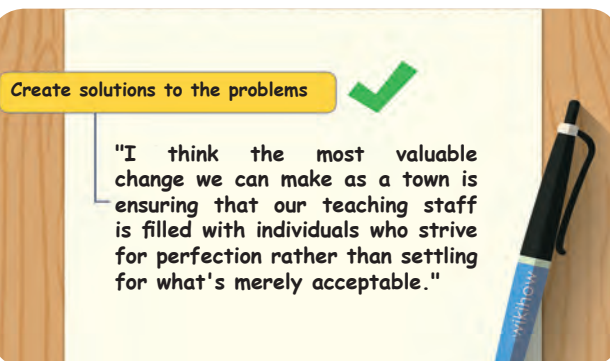 Create solutions to the problems
"I think the most valuable
change we can make as a town is
ensuring that our teaching staff
is filled with individuals who strive
for perfection rather than settling
for what's merely acceptable."
wikihow